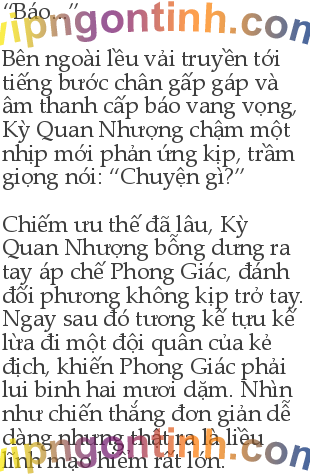 “Báo...”
vipngontinh.com
Bên ngoài lều vải truyền tới
tiếng bước chân gấp gáp và
âm thanh cấp báo vang vọng,
Kỳ Quan Nhượng chậm một
nhịp mới phản ứng kịp, trầm
giọng nói: “Chuyện gì?”
Chiếm ưu thế đã lâu, Kỳ
Quan Nhượng bỗng dưng ra
tay áp chế Phong Giác, đánh
đối phương không kịp trở tay.
Ngay sau đó tương kế tựu kế
lừa đi một đội quân của kẻ
địch, khiến Phong Giác phải
lui binh hai mươi dặm. Nhìn
như chiến thắng đơn giản dễ
dàng nhưng thật ra là liều
lĩnh mạo hiểm rất lớn.
vipngontinh.com